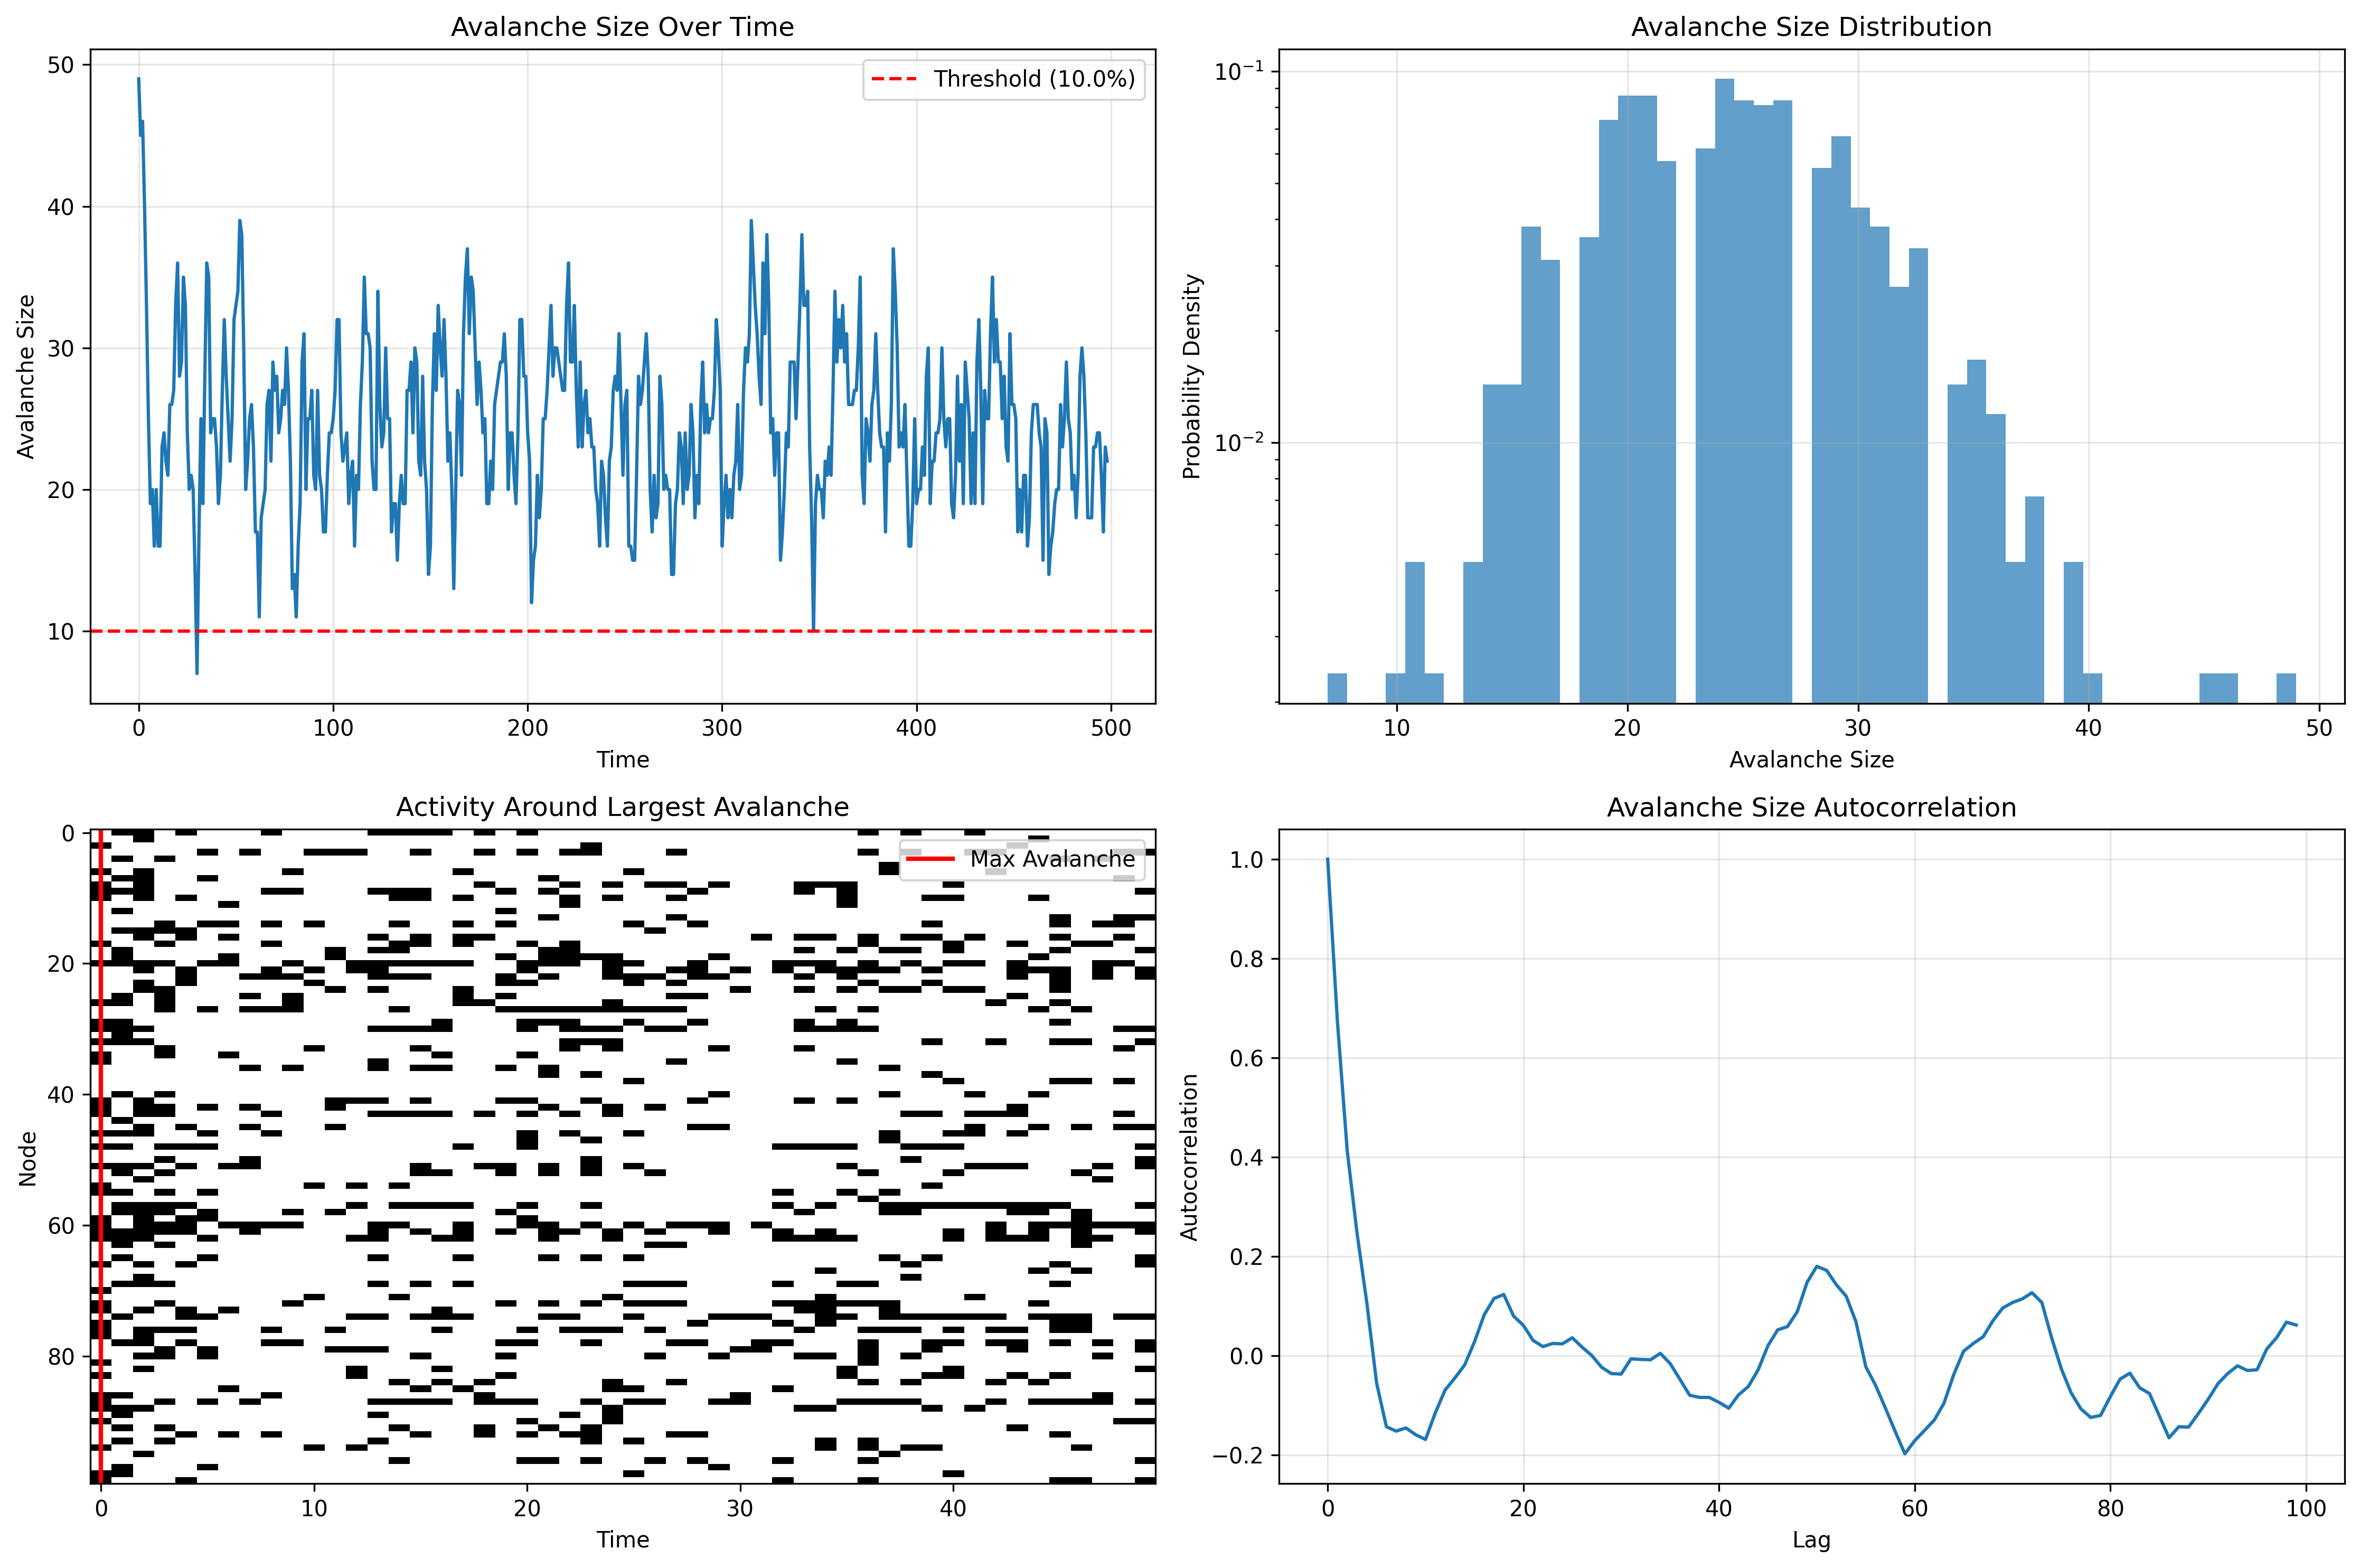 Avalanche Size Over Time
50
40
30
20
10
Avalanche Size
Threshold (10.0%)
0 100 200 300 400 500
Time
Avalanche Size Distribution
10⁻¹
10⁻²
Probability Density
10 20 30 40 50
Avalanche Size
Activity Around Largest Avalanche
0
20
40
60
80
Node
Max Avalanche
0 10 20 30 40
Time
Avalanche Size Autocorrelation
1.0
0.8
0.6
0.4
0.2
0.0
−0.2
Autocorrelation
0 20 40 60 80 100
Lag